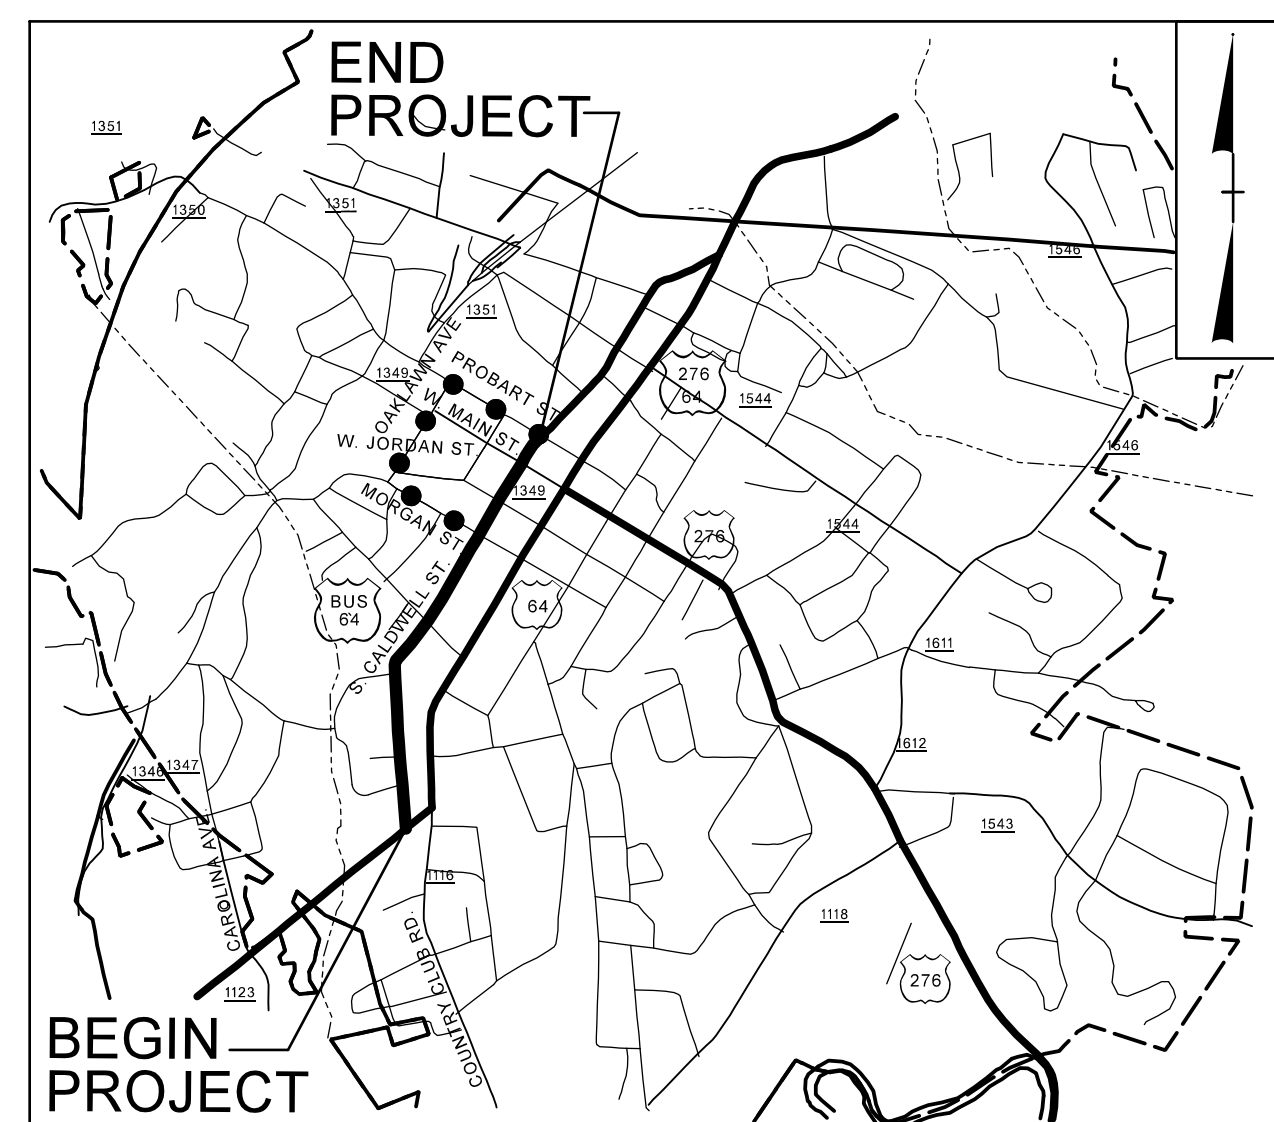 END
PROJECT
1351
1350
1351
1546
1351
OAKLAWN AVE
PROBART ST.
1349
276
64
1544
W. MAIN ST.
W. JORDAN ST.
1546
1349
MORGAN ST.
276
1544
BUS
64
64
S. CALDWELL ST.
1611
1612
1346
1347
1543
CAROLINA AVE.
1116
1118
COUNTRY CLUB RD.
276
1123
BEGIN
PROJECT